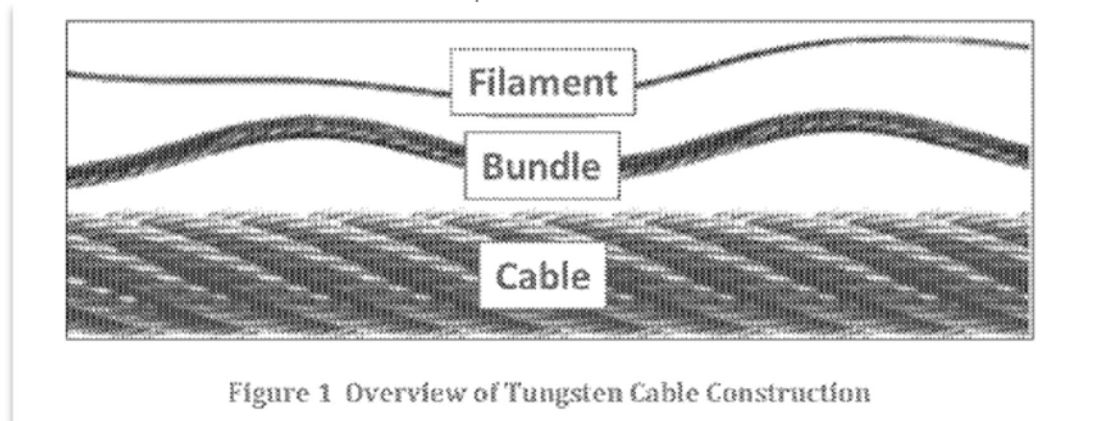 Filament
Bundle
Cable
Figure 1 Overview of Tungsten Cable Construction